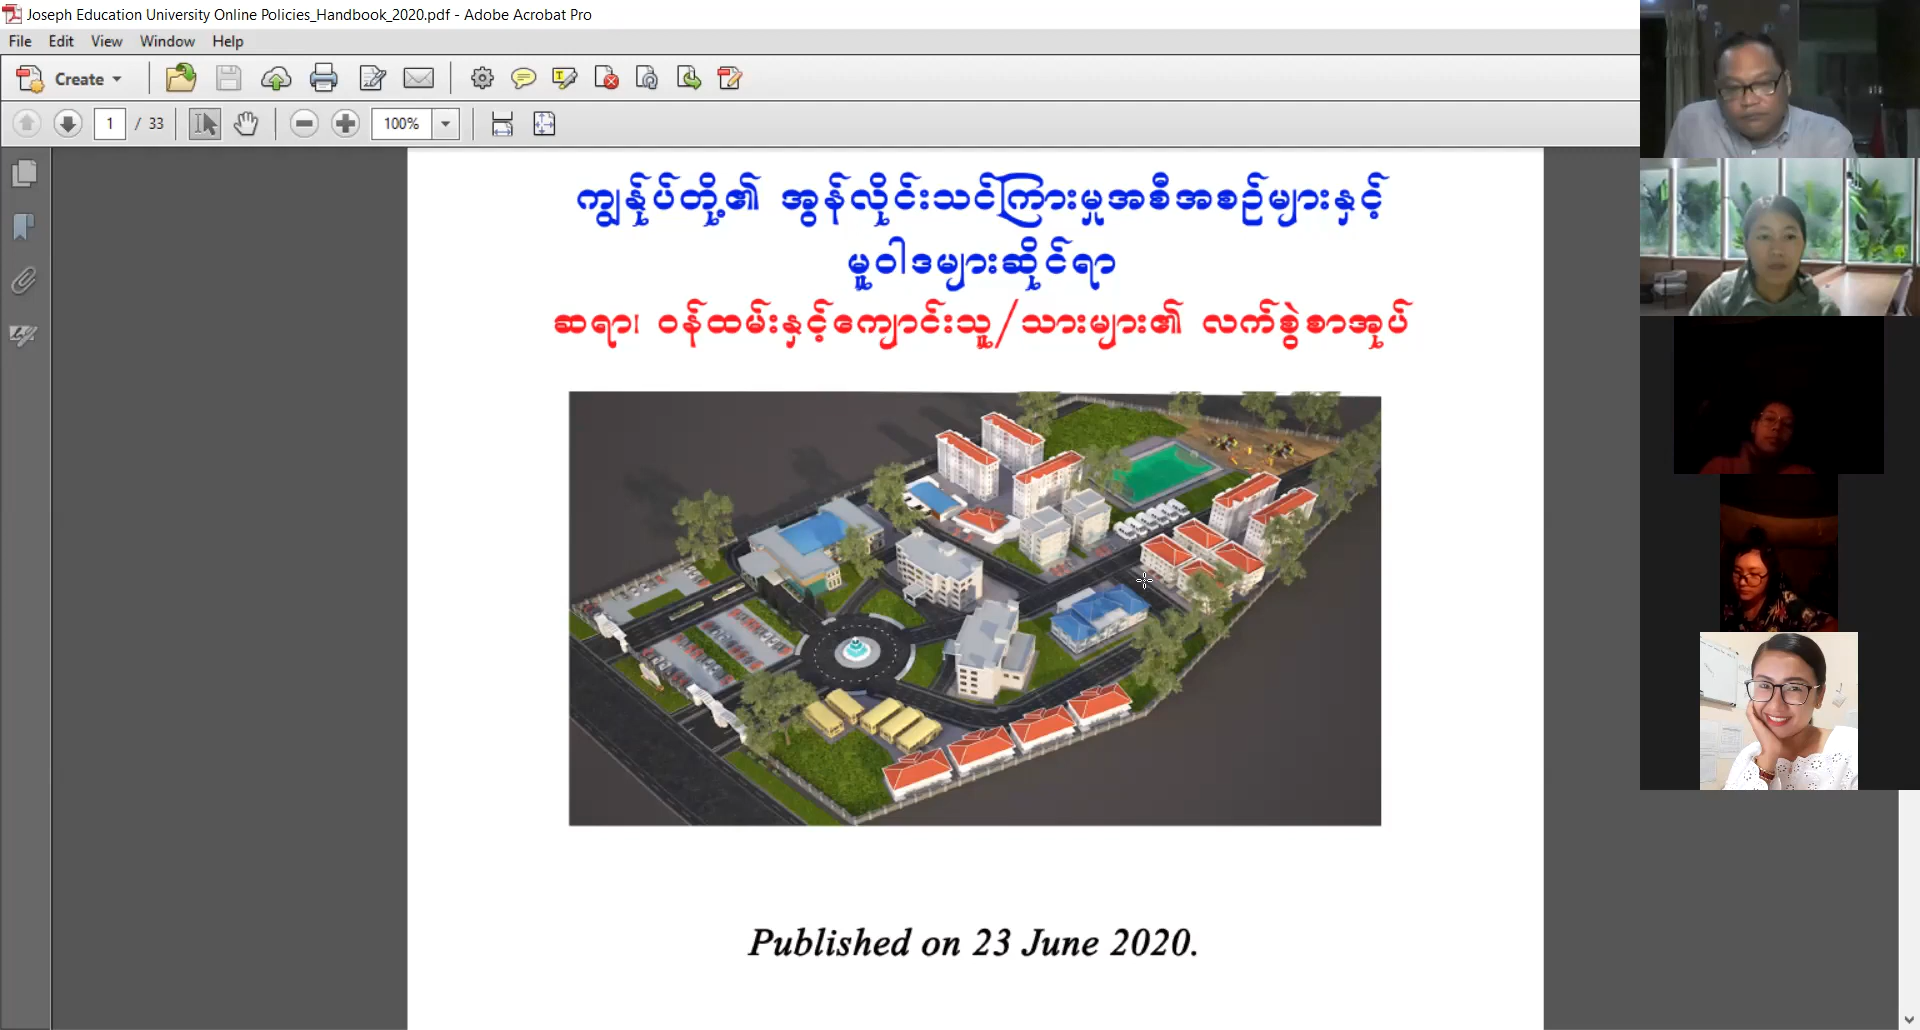 Joseph Education University Online Policies_Handbook_2020.pdf - Adobe Acrobat Pro
File Edit View Window Help
Create
1 / 33 100%
ကျွန်ုပ်တို့၏ အွန်လိုင်းသင်ကြားမှုအစီအစဉ်များနှင့်
မူဝါဒများဆိုင်ရာ
ဆရာ၊ ဝန်ထမ်းနှင့်ကျောင်းသူ/သားများ၏ လက်စွဲစာအုပ်
Published on 23 June 2020.